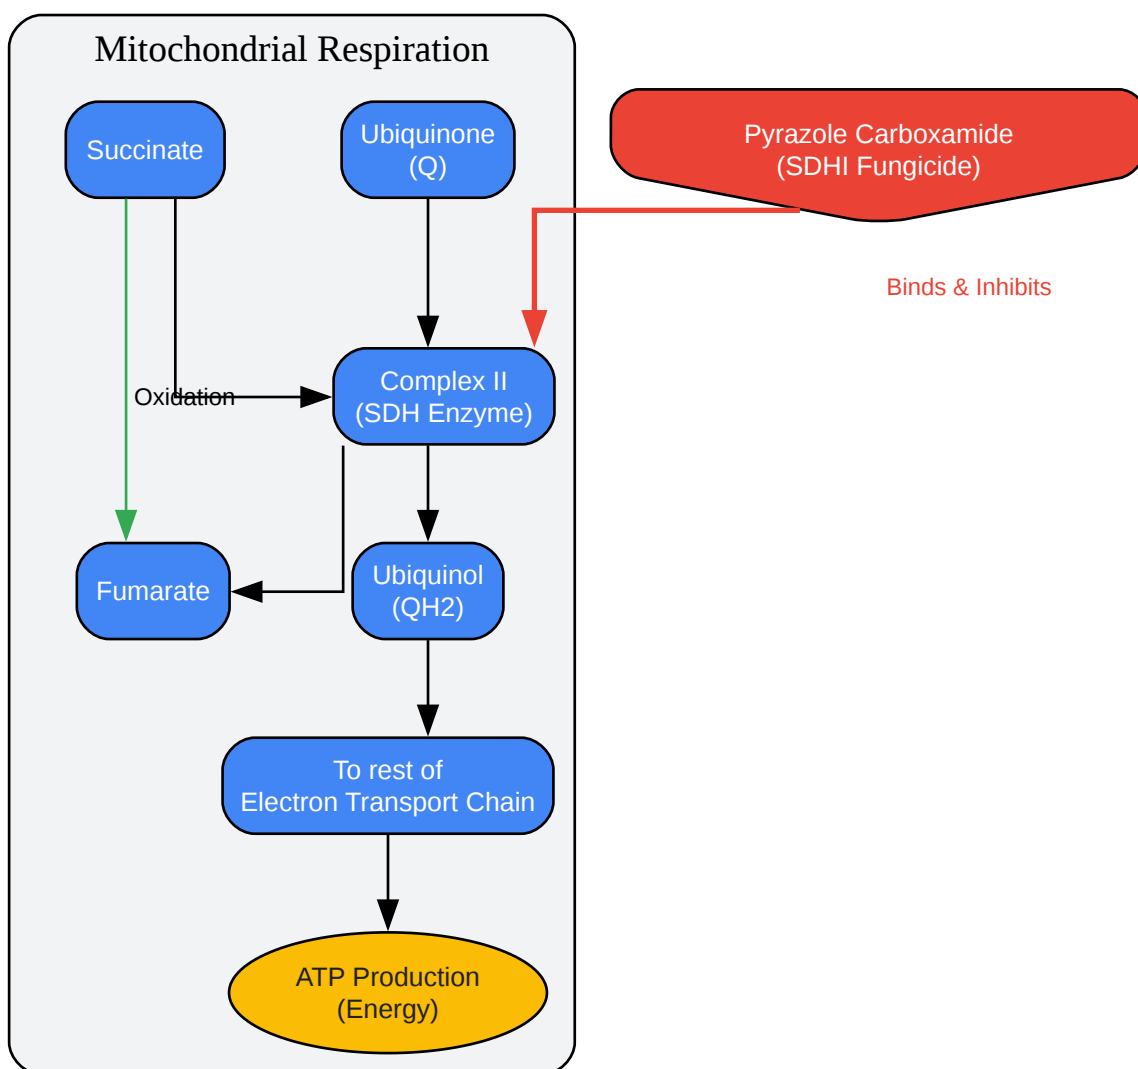 Mitochondrial Respiration
Succinate
Ubiquinone
(Q)
Pyrazole Carboxamide
(SDHI Fungicide)
Binds & Inhibits
Complex II
(SDH Enzyme)
Oxidation
Fumarate
Ubiquinol
(QH2)
To rest of
Electron Transport Chain
ATP Production
(Energy)